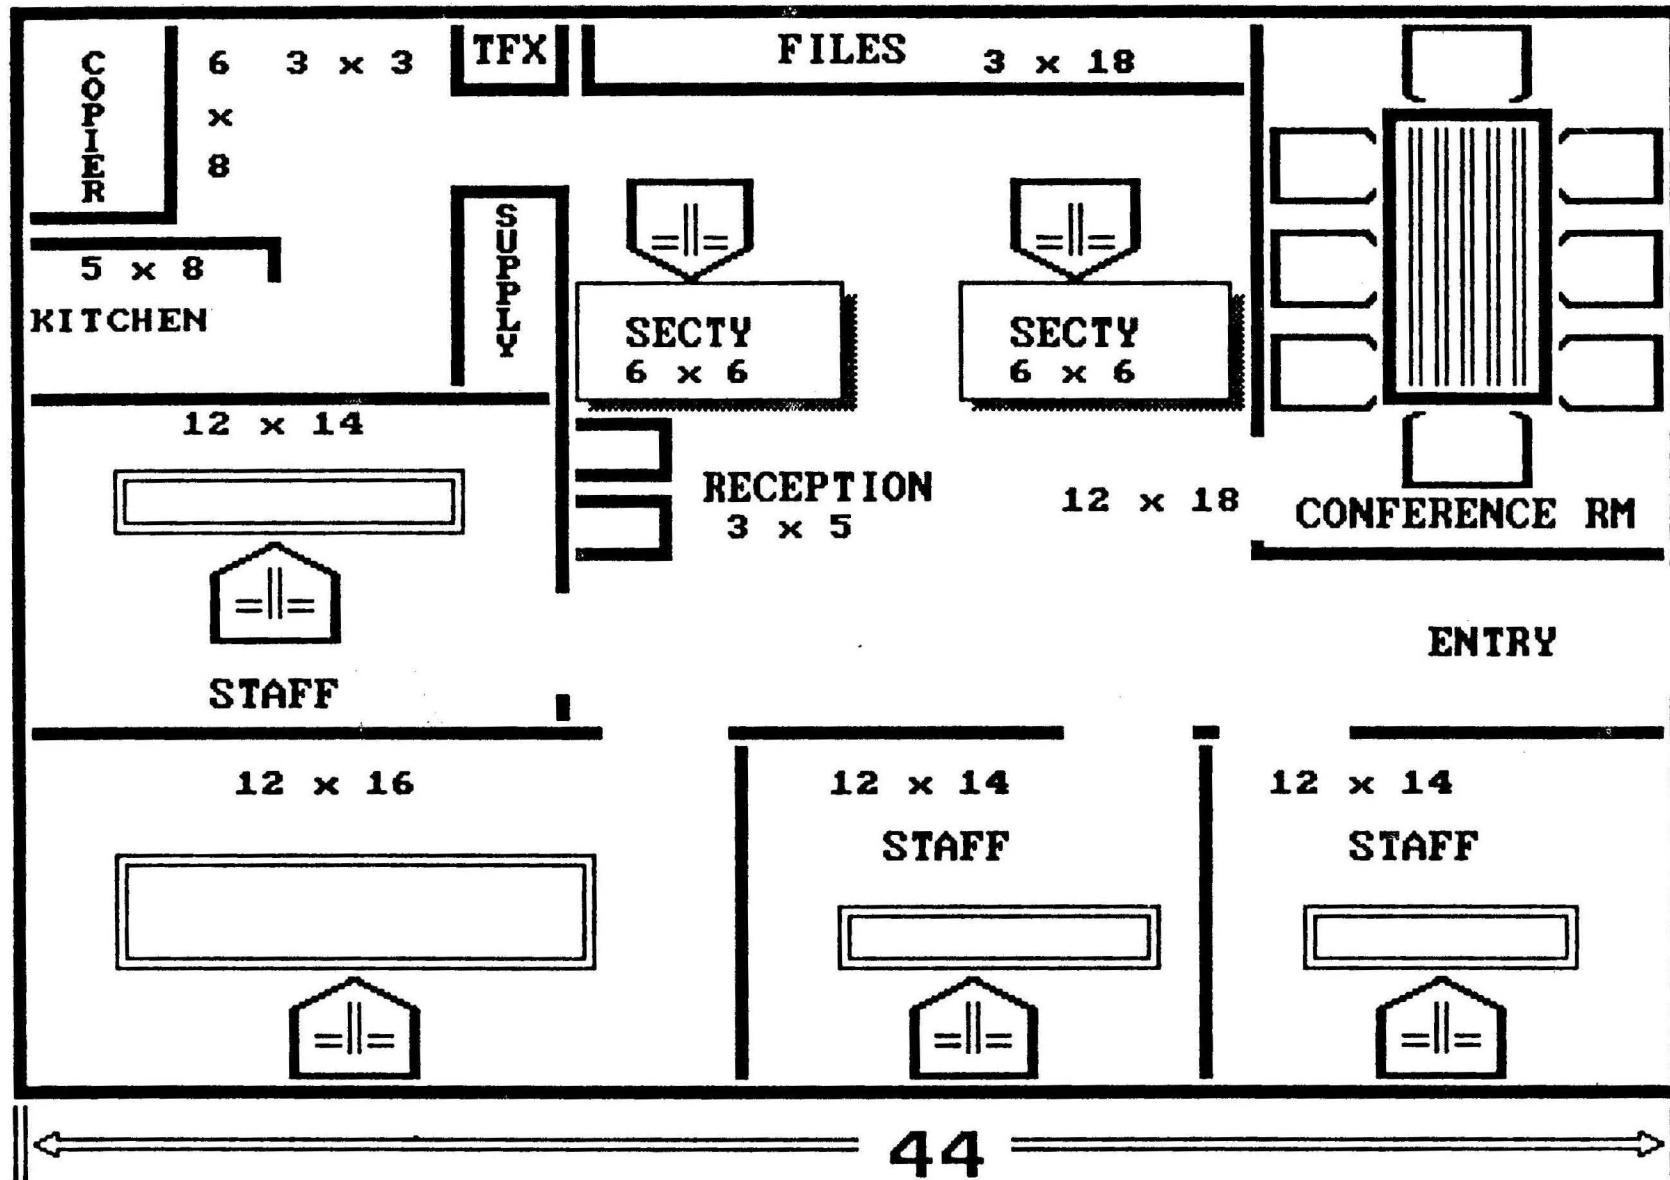 COPIER
6 x 8
3 x 3
TFX
FILES
3 x 18
5 x 8
KITCHEN
SUPPLY
SECTY
6 x 6
SECTY
6 x 6
12 x 14
RECEPTION
3 x 5
12 x 18
CONFERENCE RM
STAFF
ENTRY
12 x 16
12 x 14
STAFF
12 x 14
STAFF
44